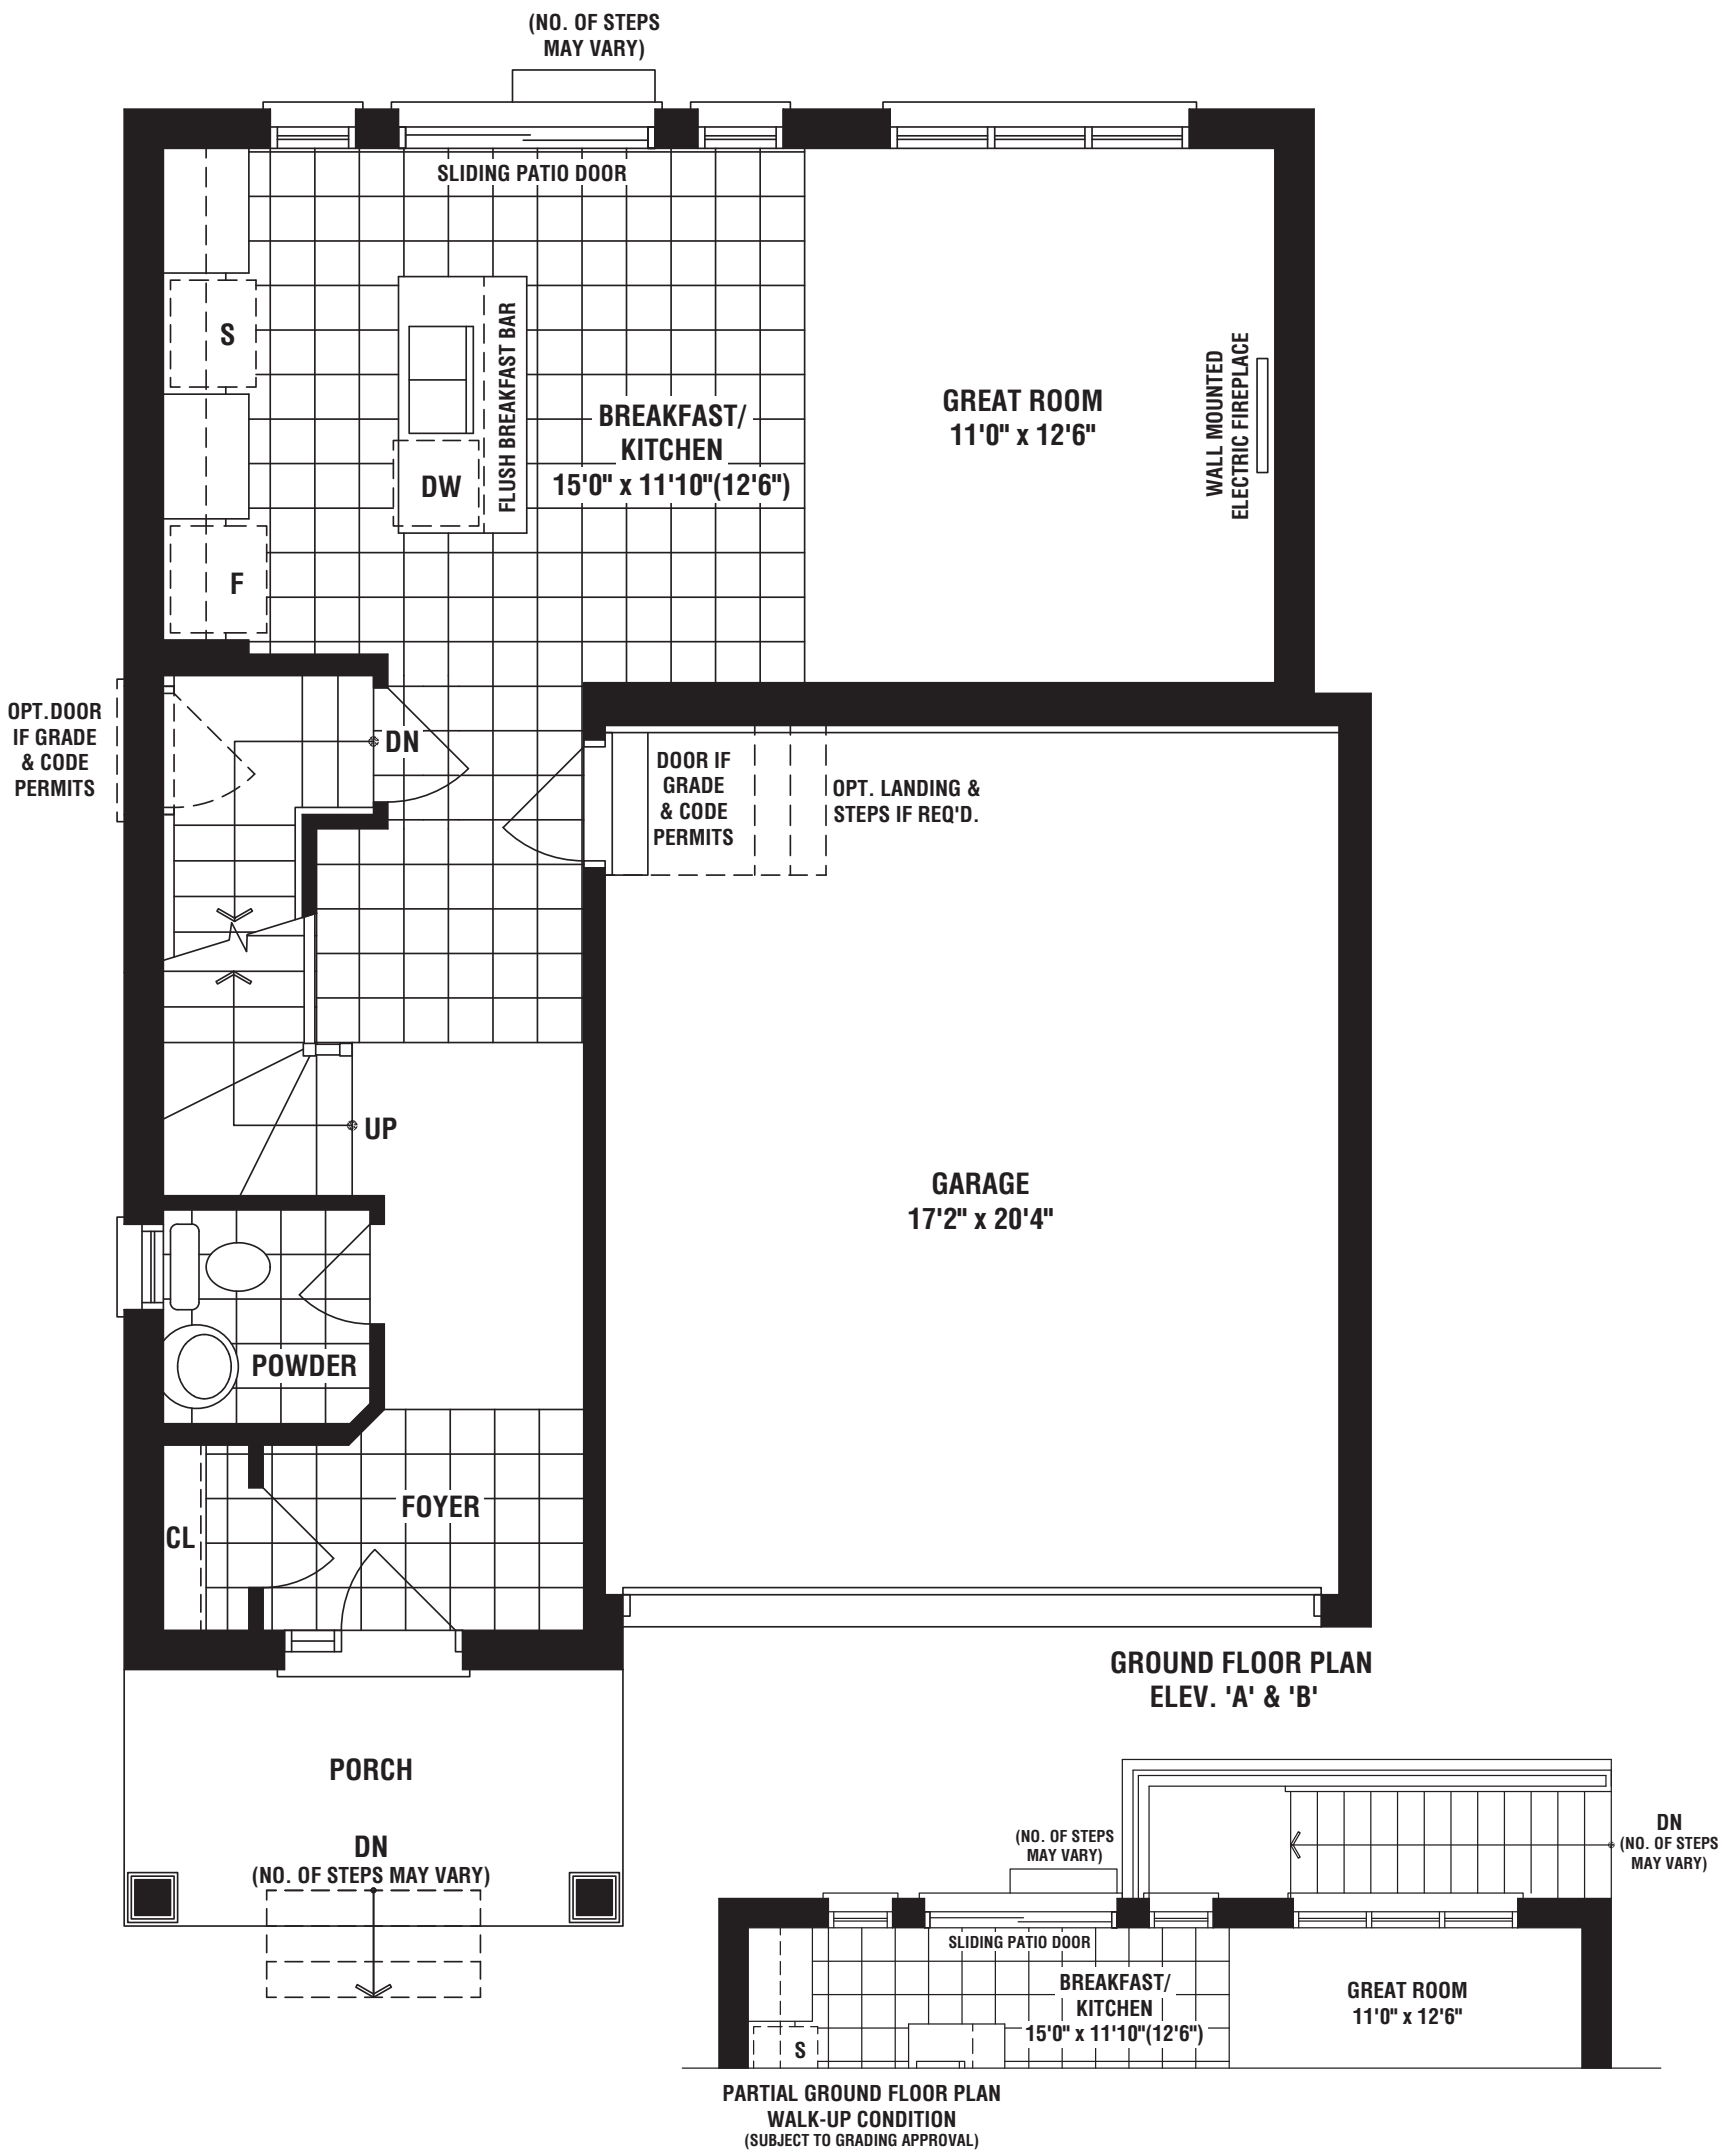 (NO. OF STEPS
MAY VARY)
SLIDING PATIO DOOR
S
FLUSH BREAKFAST BAR
BREAKFAST/
KITCHEN
15'0" x 11'10"(12'6")
DW
F
GREAT ROOM
11'0" x 12'6"
WALL MOUNTED
ELECTRIC FIREPLACE
OPT.DOOR
IF GRADE
& CODE
PERMITS
DN
DOOR IF
GRADE
& CODE
PERMITS
OPT. LANDING &
STEPS IF REQ'D.
UP
GARAGE
17'2" x 20'4"
POWDER
FOYER
CL
GROUND FLOOR PLAN
ELEV. 'A' & 'B'
PORCH
DN
(NO. OF STEPS MAY VARY)
(NO. OF STEPS
MAY VARY)
DN
(NO. OF STEPS
MAY VARY)
SLIDING PATIO DOOR
BREAKFAST/
KITCHEN
15'0" x 11'10"(12'6")
S
GREAT ROOM
11'0" x 12'6"
PARTIAL GROUND FLOOR PLAN
WALK-UP CONDITION
(SUBJECT TO GRADING APPROVAL)